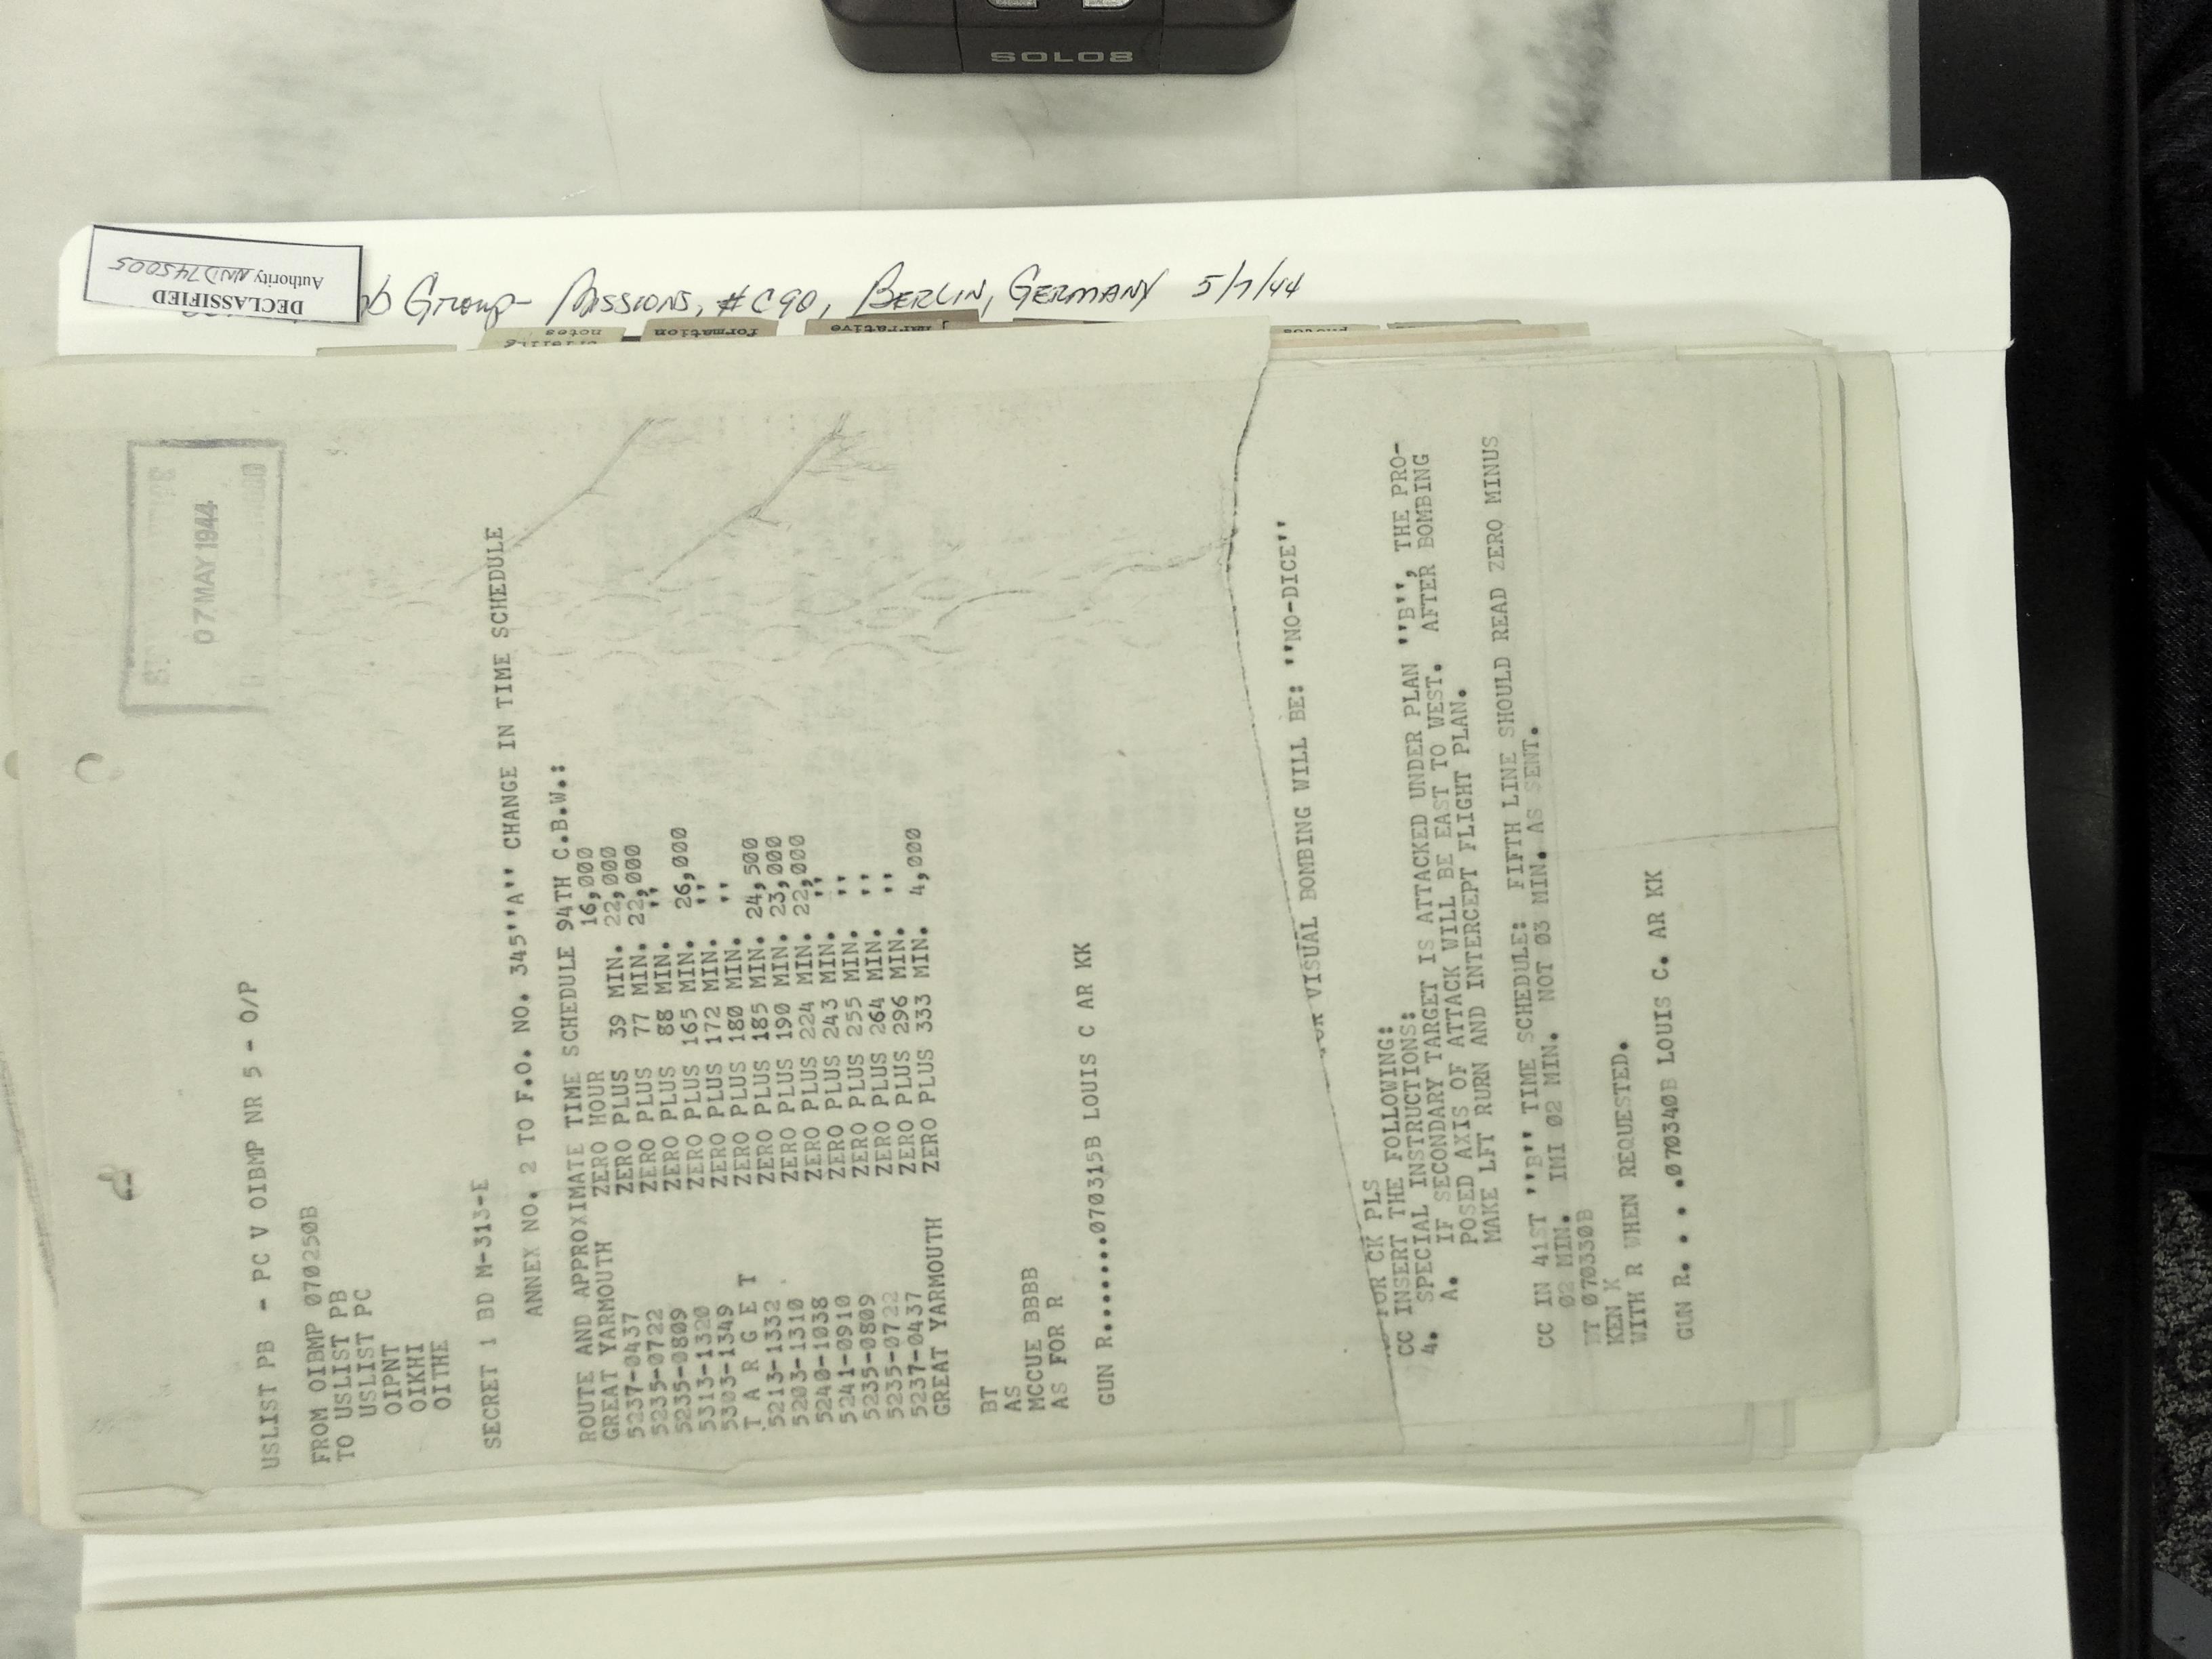 SOLO8
DECLASSIFIED
Authority NND745005
Group- Missions, #C90, BERLIN, GERMANY 5/7/44
notes
formation
narrative
photos
07 MAY 1944
USLIST PB - PC V OIBMP NR 5 - O/P
FROM OIBMP 070250B
TO USLIST PB
USLIST PC
OIPNT
OIKHI
OITHE
SECRET 1 BD M-313-E
ANNEX NO. 2 TO F.O. NO. 345''A'' CHANGE IN TIME SCHEDULE
ROUTE AND APPROXIMATE TIME SCHEDULE 94TH C.B.W.:
GREAT YARMOUTH ZERO HOUR 16,000
5237-0437 ZERO PLUS 39 MIN. 22,000
5235-0722 ZERO PLUS 77 MIN. 22,000
5235-0809 ZERO PLUS 88 MIN. ''
5313-1320 ZERO PLUS 165 MIN. 26,000
5303-1349 ZERO PLUS 172 MIN. ''
T A R G E T ZERO PLUS 180 MIN. ''
5213-1332 ZERO PLUS 185 MIN. 24,500
5203-1310 ZERO PLUS 190 MIN. 23,000
5240-1038 ZERO PLUS 224 MIN. 22,000
5241-0910 ZERO PLUS 243 MIN. ''
5235-0809 ZERO PLUS 255 MIN. ''
5235-0722 ZERO PLUS 264 MIN. ''
5237-0437 ZERO PLUS 296 MIN. ''
GREAT YARMOUTH ZERO PLUS 333 MIN. 4,000
BT
AS
MCCUE BBBB
AS FOR R
GUN R........070315B LOUIS C AR KK
FOR VISUAL BOMBING WILL BE: ''NO-DICE''
FOR CK PLS
CC INSERT THE FOLLOWING:
4. SPECIAL INSTRUCTIONS:
A. IF SECONDARY TARGET IS ATTACKED UNDER PLAN ''B'', THE PRO-
POSED AXIS OF ATTACK WILL BE EAST TO WEST. AFTER BOMBING
MAKE LFT RURN AND INTERCEPT FLIGHT PLAN.
CC IN 41ST ''B'' TIME SCHEDULE: FIFTH LINE SHOULD READ ZERO MINUS
02 MIN. IMI 02 MIN. NOT 03 MIN. AS SENT.
BT 070330B
KEN K
WITH R WHEN REQUESTED.
GUN R. . . .070340B LOUIS C. AR KK